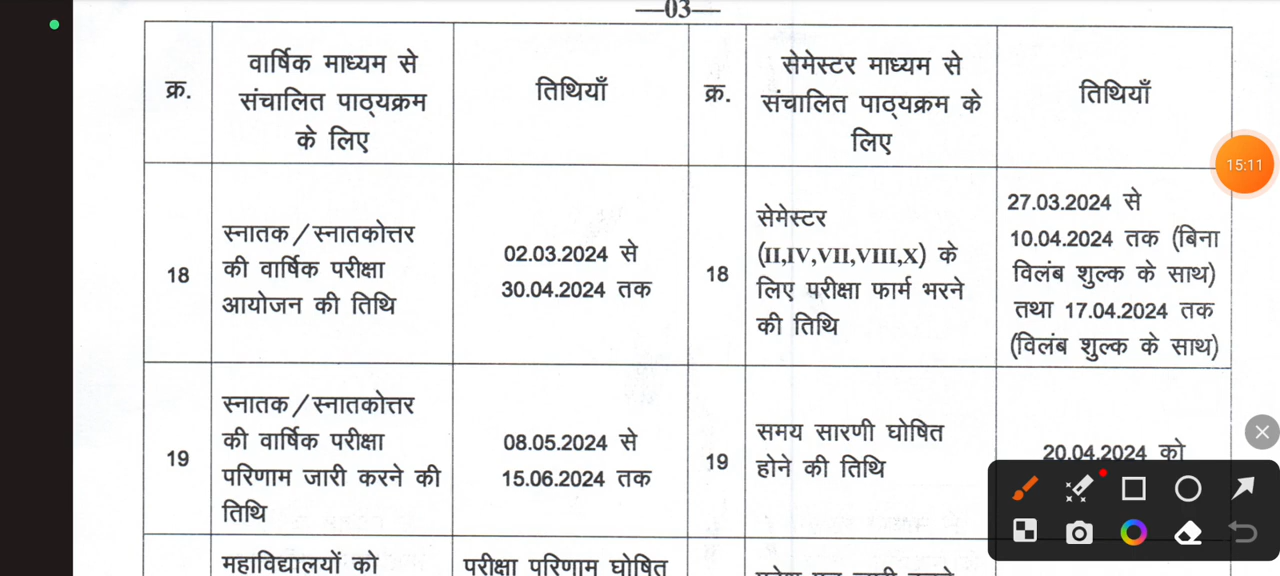 —03—
क्र.
वार्षिक माध्यम से
संचालित पाठ्यक्रम
के लिए
तिथियाँ
क्र.
सेमेस्टर माध्यम से
संचालित पाठ्यक्रम के
लिए
तिथियाँ
15:11
18
स्नातक/स्नातकोत्तर
की वार्षिक परीक्षा
आयोजन की तिथि
02.03.2024 से
30.04.2024 तक
18
सेमेस्टर
(II,IV,VII,VIII,X) के
लिए परीक्षा फार्म भरने
की तिथि
27.03.2024 से
10.04.2024 तक (बिना
विलंब शुल्क के साथ)
तथा 17.04.2024 तक
(विलंब शुल्क के साथ)
19
स्नातक/स्नातकोत्तर
की वार्षिक परीक्षा
परिणाम जारी करने की
तिथि
08.05.2024 से
15.06.2024 तक
19
समय सारणी घोषित
होने की तिथि
20.04.2024 को
महाविद्यालयों को
परीक्षा परिणाम घोषित